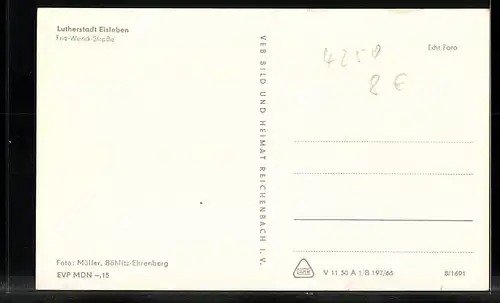 Lutherstadt Eisleben
Fritz-Wenck-Straße
VEB BILD UND HEIMAT REICHENBACH I. V.
4250
8 €
Echt Foto
Foto: Müller, Böhlitz-Ehrenberg
EVP MDN –,15
V 11 50 A 1/B 197/66
8/1691